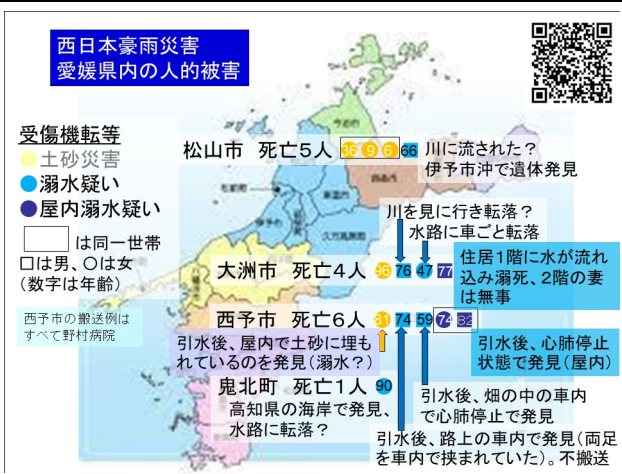 西日本豪雨災害
愛媛県内の人的被害
受傷機転等
土砂災害
溺水疑い
屋内溺水疑い
は同一世帯
□は男、○は女
(数字は年齢)
西予市の搬送例は
すべて野村病院
今治市
松山市 死亡5人 36 9 6 66
川に流された?
伊予市沖で遺体発見
川を見に行き転落?
水路に車ごと転落
大洲市 死亡4人 96 76 47 77
住居1階に水が流れ
込み溺死、2階の妻
は無事
西予市 死亡6人 81 74 59 74 82
引水後、屋内で土砂に埋も
れているのを発見(溺水?)
引水後、心肺停止
状態で発見(屋内)
鬼北町 死亡1人 90
高知県の海岸で発見、
水路に転落?
引水後、畑の中の車内
で心肺停止で発見
引水後、路上の車内で発見(両足
を車内で挟まれていた)。不搬送